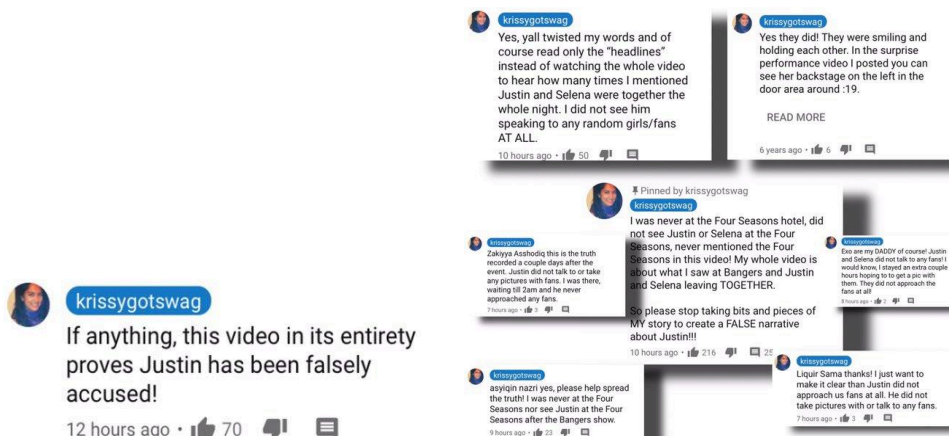 krissygotswag
If anything, this video in its entirety
proves Justin has been falsely
accused!
12 hours ago • 70
krissygotswag
Yes, yall twisted my words and of
course read only the “headlines”
instead of watching the whole video
to hear how many times I mentioned
Justin and Selena were together the
whole night. I did not see him
speaking to any random girls/fans
AT ALL.
10 hours ago • 50
krissygotswag
Yes they did! They were smiling and
holding each other. In the surprise
performance video I posted you can
see her backstage on the left in the
door area around :19.
READ MORE
6 years ago • 6
Pinned by krissygotswag
krissygotswag
I was never at the Four Seasons hotel, did
not see Justin or Selena at the Four
Seasons, never mentioned the Four
Seasons in this video! My whole video is
about what I saw at Bangers and Justin
and Selena leaving TOGETHER.
So please stop taking bits and pieces of
MY story to create a FALSE narrative
about Justin!!!
10 hours ago • 216 25
krissygotswag
Zakiyya Asshodiq this is the truth
recorded a couple days after the
event. Justin did not talk to or take
any pictures with fans. I was there,
waiting till 2am and he never
approached any fans.
7 hours ago • 3
krissygotswag
Exo are my DADDY of course! Justin
and Selena did not talk to any fans! I
would know, I stayed an extra couple
hours hoping to to get a pic with
them. They did not approach the
fans at all!
8 hours ago • 2
krissygotswag
asyiqin nazri yes, please help spread
the truth! I was never at the Four
Seasons nor see Justin at the Four
Seasons after the Bangers show.
9 hours ago • 23
krissygotswag
Liquir Sama thanks! I just want to
make it clear than Justin did not
approach us fans at all. He did not
take pictures with or talk to any fans.
7 hours ago • 3